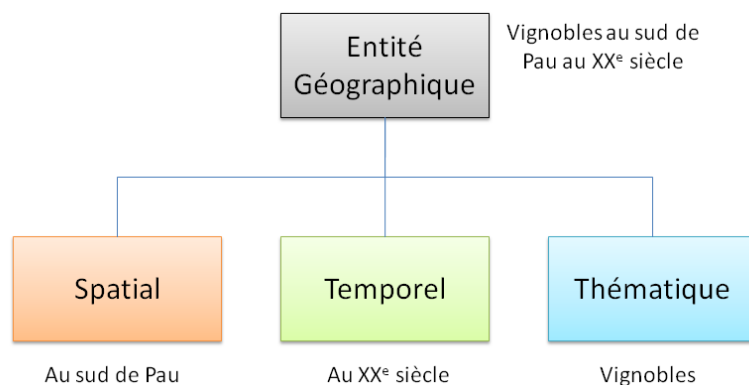 Entité
Géographique
Vignobles au sud de
Pau au XXᵉ siècle
Spatial
Temporel
Thématique
Au sud de Pau
Au XXᵉ siècle
Vignobles